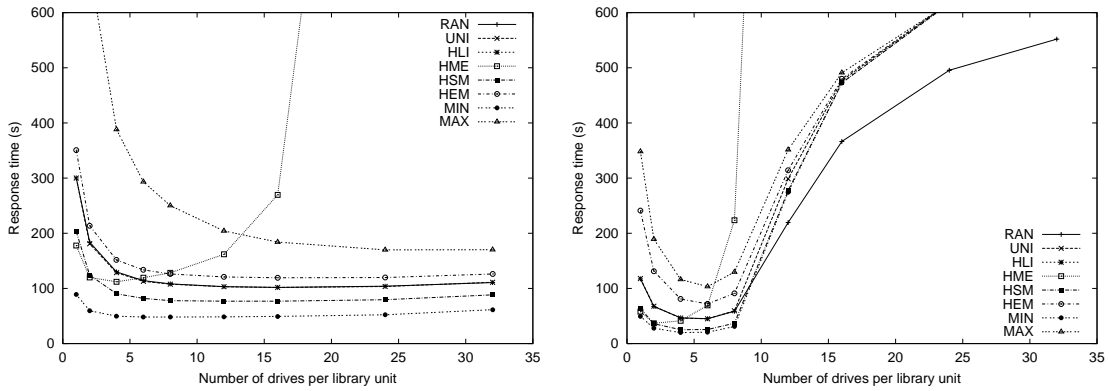 600
500
400
300
200
100
0
Response time (s)
0 5 10 15 20 25 30 35
Number of drives per library unit
RAN
UNI
HLI
HME
HSM
HEM
MIN
MAX
600
500
400
300
200
100
0
Response time (s)
0 5 10 15 20 25 30 35
Number of drives per library unit
RAN
UNI
HLI
HME
HSM
HEM
MIN
MAX